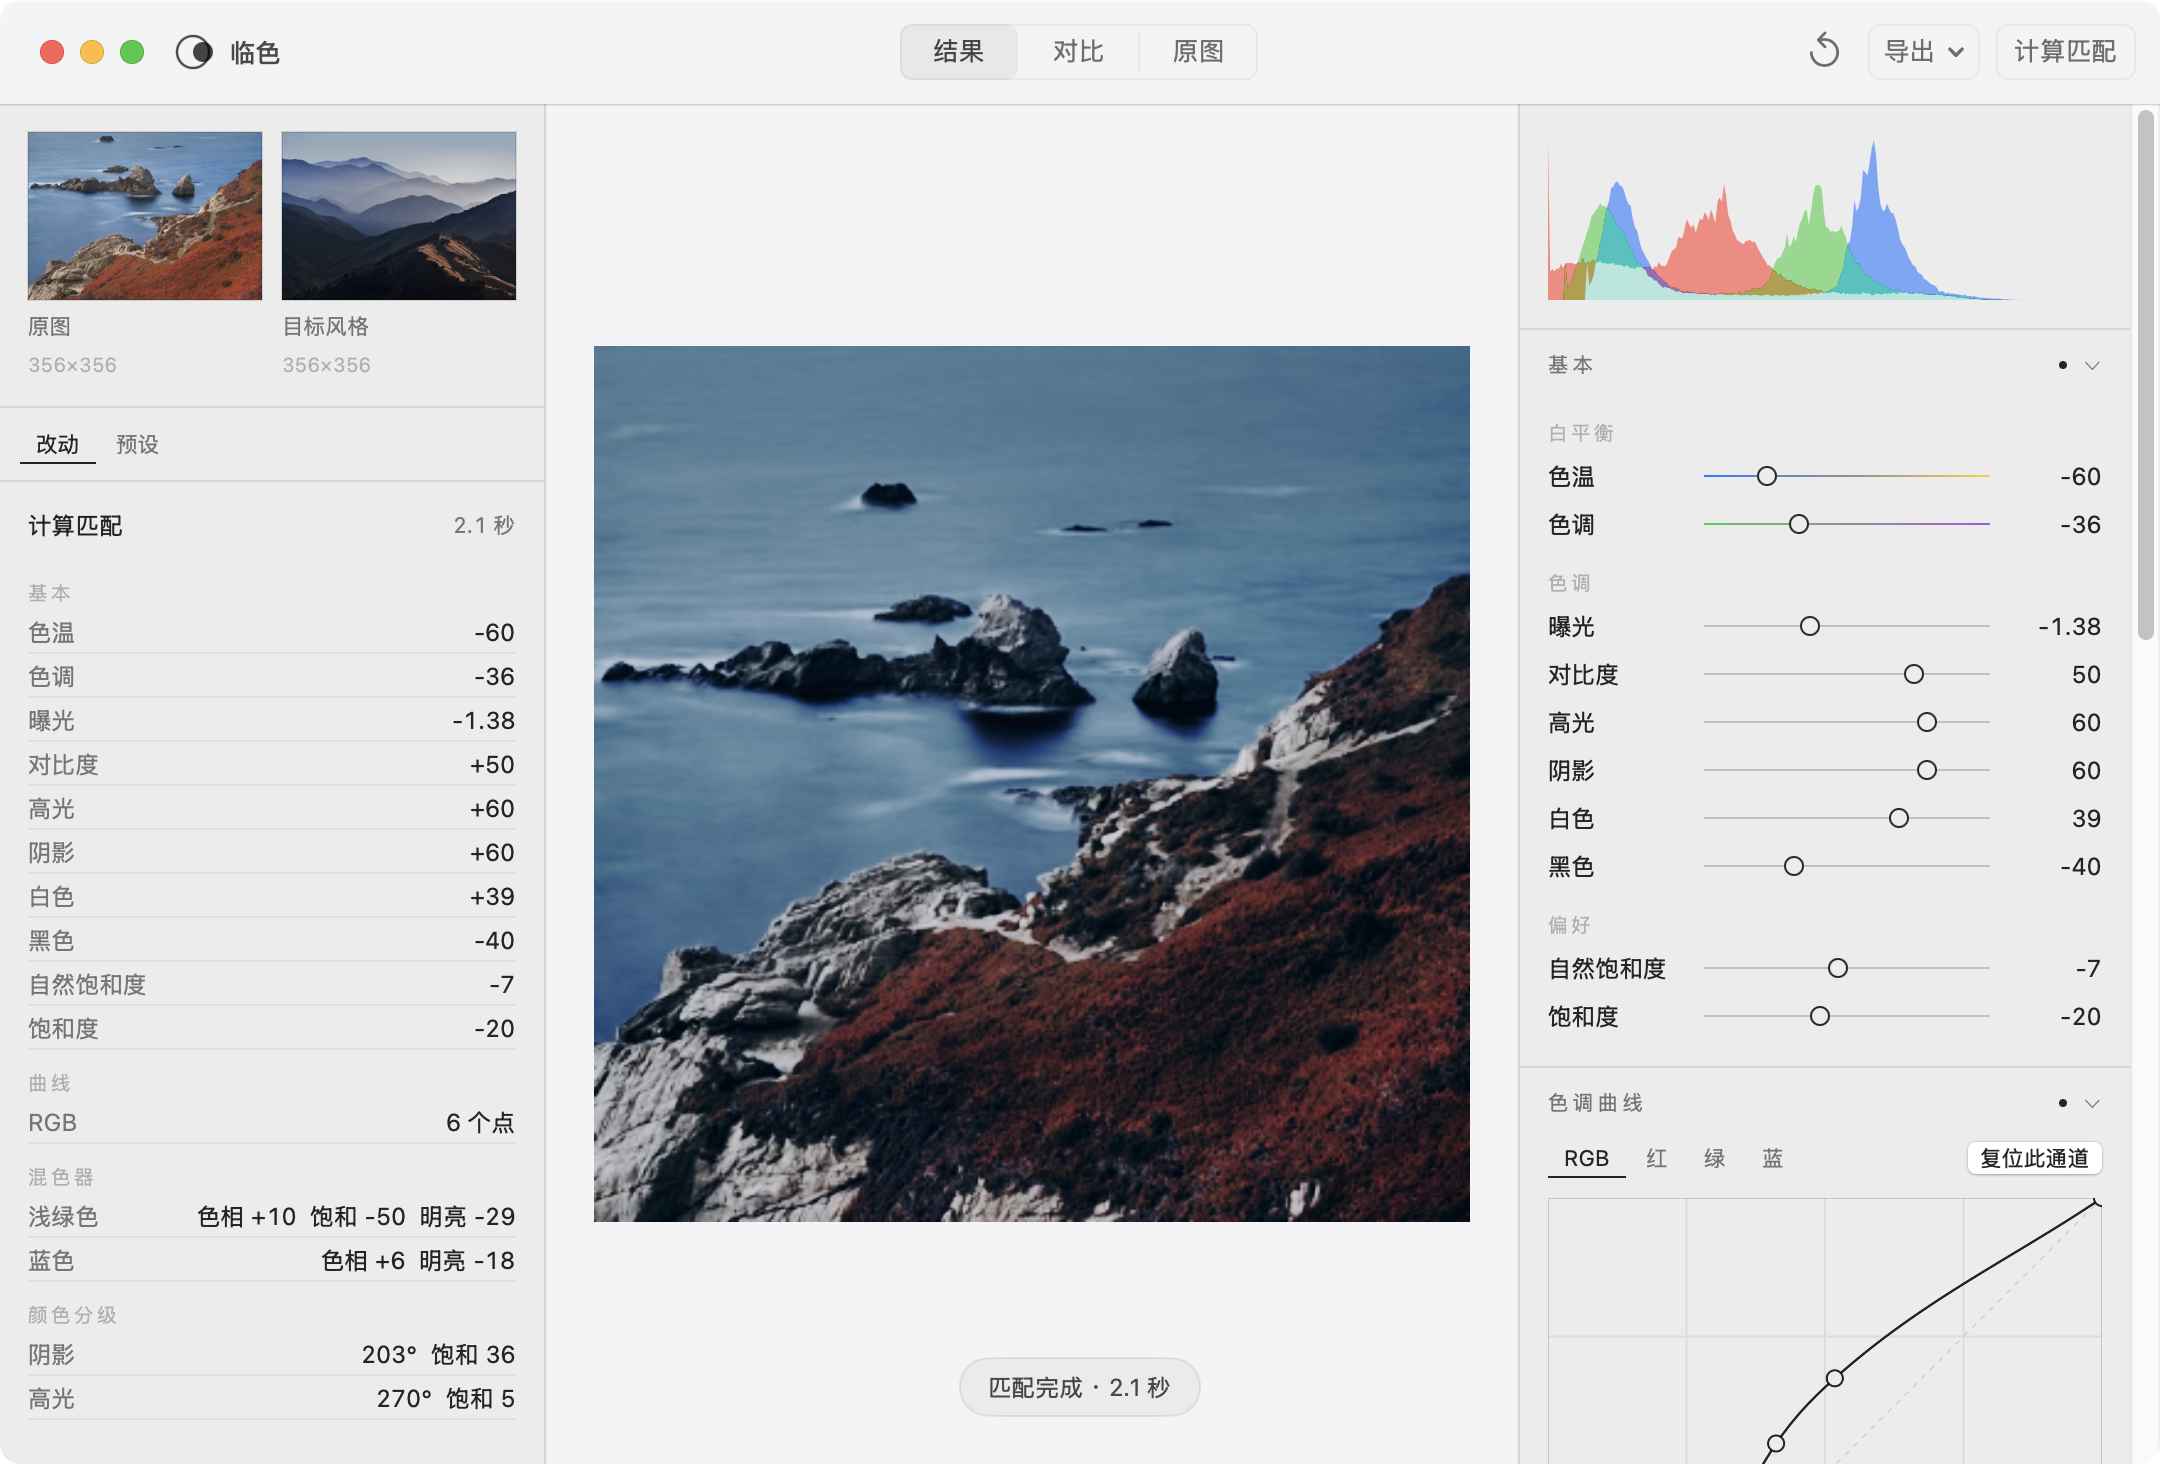 临色
结果 对比 原图
导出 计算匹配
原图 目标风格
356×356 356×356
改动 预设
计算匹配 2.1 秒
基本
色温 -60
色调 -36
曝光 -1.38
对比度 +50
高光 +60
阴影 +60
白色 +39
黑色 -40
自然饱和度 -7
饱和度 -20
曲线
RGB 6 个点
混色器
浅绿色 色相 +10 饱和 -50 明亮 -29
蓝色 色相 +6 明亮 -18
颜色分级
阴影 203° 饱和 36
高光 270° 饱和 5
匹配完成 · 2.1 秒
基本
白平衡
色温 -60
色调 -36
色调
曝光 -1.38
对比度 50
高光 60
阴影 60
白色 39
黑色 -40
偏好
自然饱和度 -7
饱和度 -20
色调曲线
RGB 红 绿 蓝 复位此通道